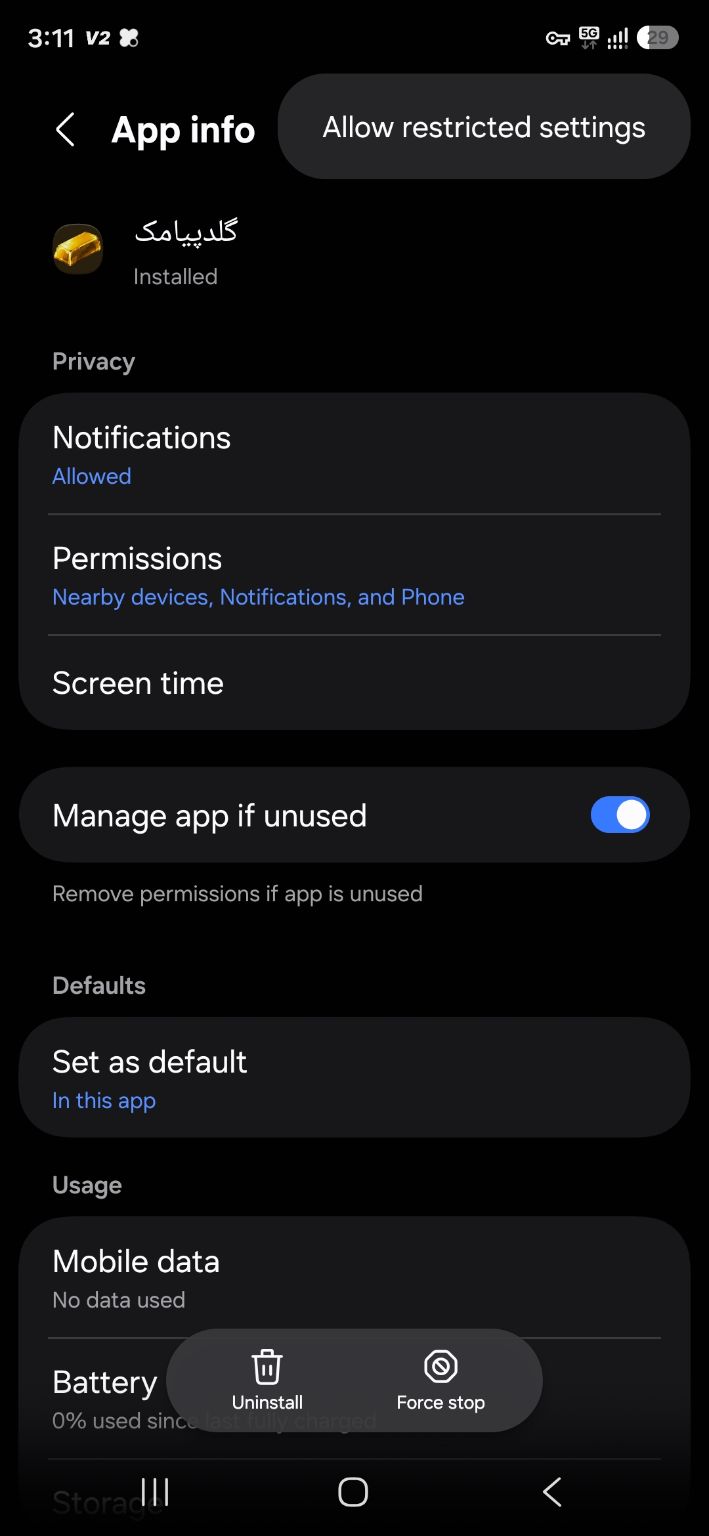 3:11 V2
5G
29
App info
Allow restricted settings
گلدپیامک
Installed
Privacy
Notifications
Allowed
Permissions
Nearby devices, Notifications, and Phone
Screen time
Manage app if unused
Remove permissions if app is unused
Defaults
Set as default
In this app
Usage
Mobile data
No data used
Battery
0% used since last fully charged
Uninstall
Force stop
Storage